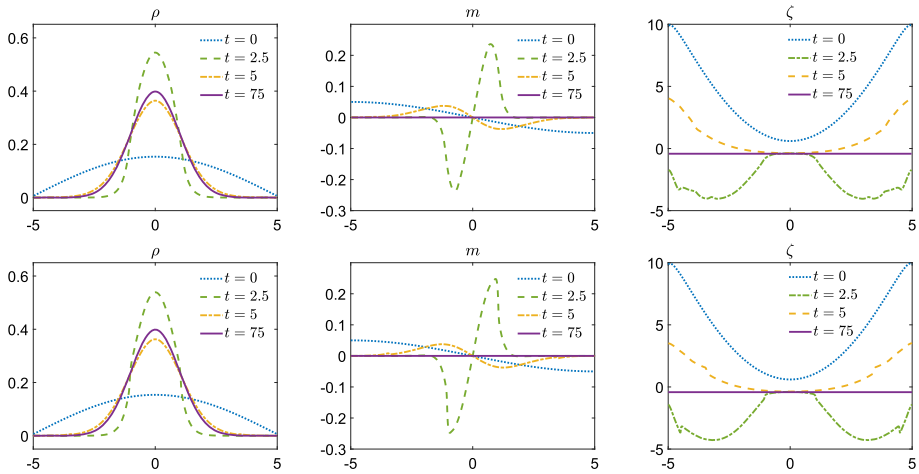 ρ
0.6
0.4
0.2
0
-5 0 5
t = 0
t = 2.5
t = 5
t = 75
m
0.2
0.1
0
-0.1
-0.2
-0.3
-5 0 5
t = 0
t = 2.5
t = 5
t = 75
ζ
10
5
0
-5
-5 0 5
t = 0
t = 2.5
t = 5
t = 75
ρ
0.6
0.4
0.2
0
-5 0 5
t = 0
t = 2.5
t = 5
t = 75
m
0.2
0.1
0
-0.1
-0.2
-0.3
-5 0 5
t = 0
t = 2.5
t = 5
t = 75
ζ
10
5
0
-5
-5 0 5
t = 0
t = 2.5
t = 5
t = 75